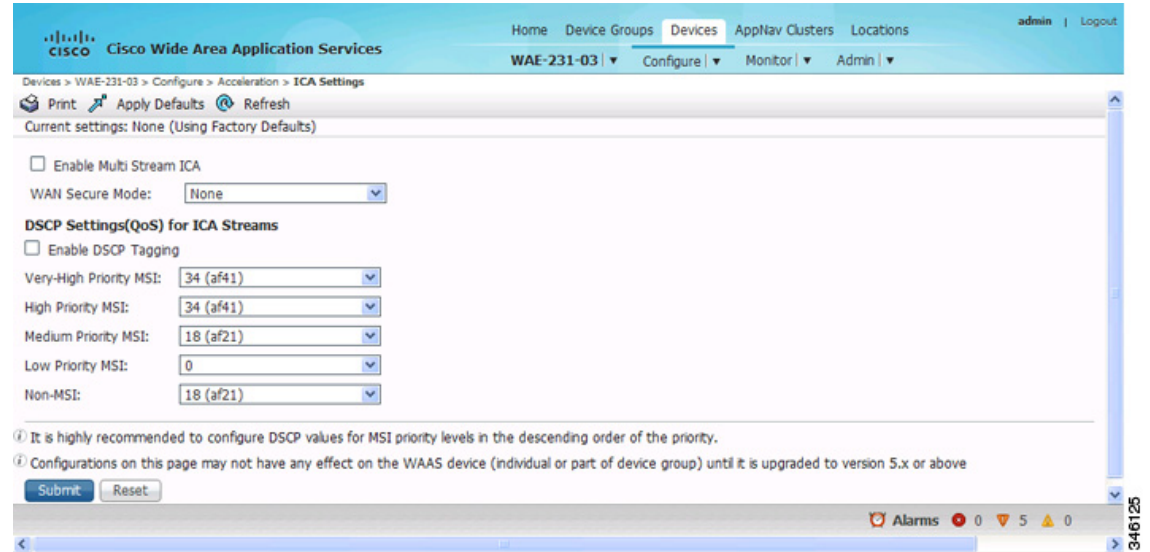 cisco Cisco Wide Area Application Services
Home Device Groups Devices AppNav Clusters Locations
admin | Logout
WAE-231-03 | Configure | Monitor | Admin |
Devices > WAE-231-03 > Configure > Acceleration > ICA Settings
Print Apply Defaults Refresh
Current settings: None (Using Factory Defaults)
Enable Multi Stream ICA
WAN Secure Mode: None
DSCP Settings(QoS) for ICA Streams
Enable DSCP Tagging
Very-High Priority MSI: 34 (af41)
High Priority MSI: 34 (af41)
Medium Priority MSI: 18 (af21)
Low Priority MSI: 0
Non-MSI: 18 (af21)
It is highly recommended to configure DSCP values for MSI priority levels in the descending order of the priority.
Configurations on this page may not have any effect on the WAAS device (individual or part of device group) until it is upgraded to version 5.x or above
Submit Reset
Alarms 0 5 0
346125